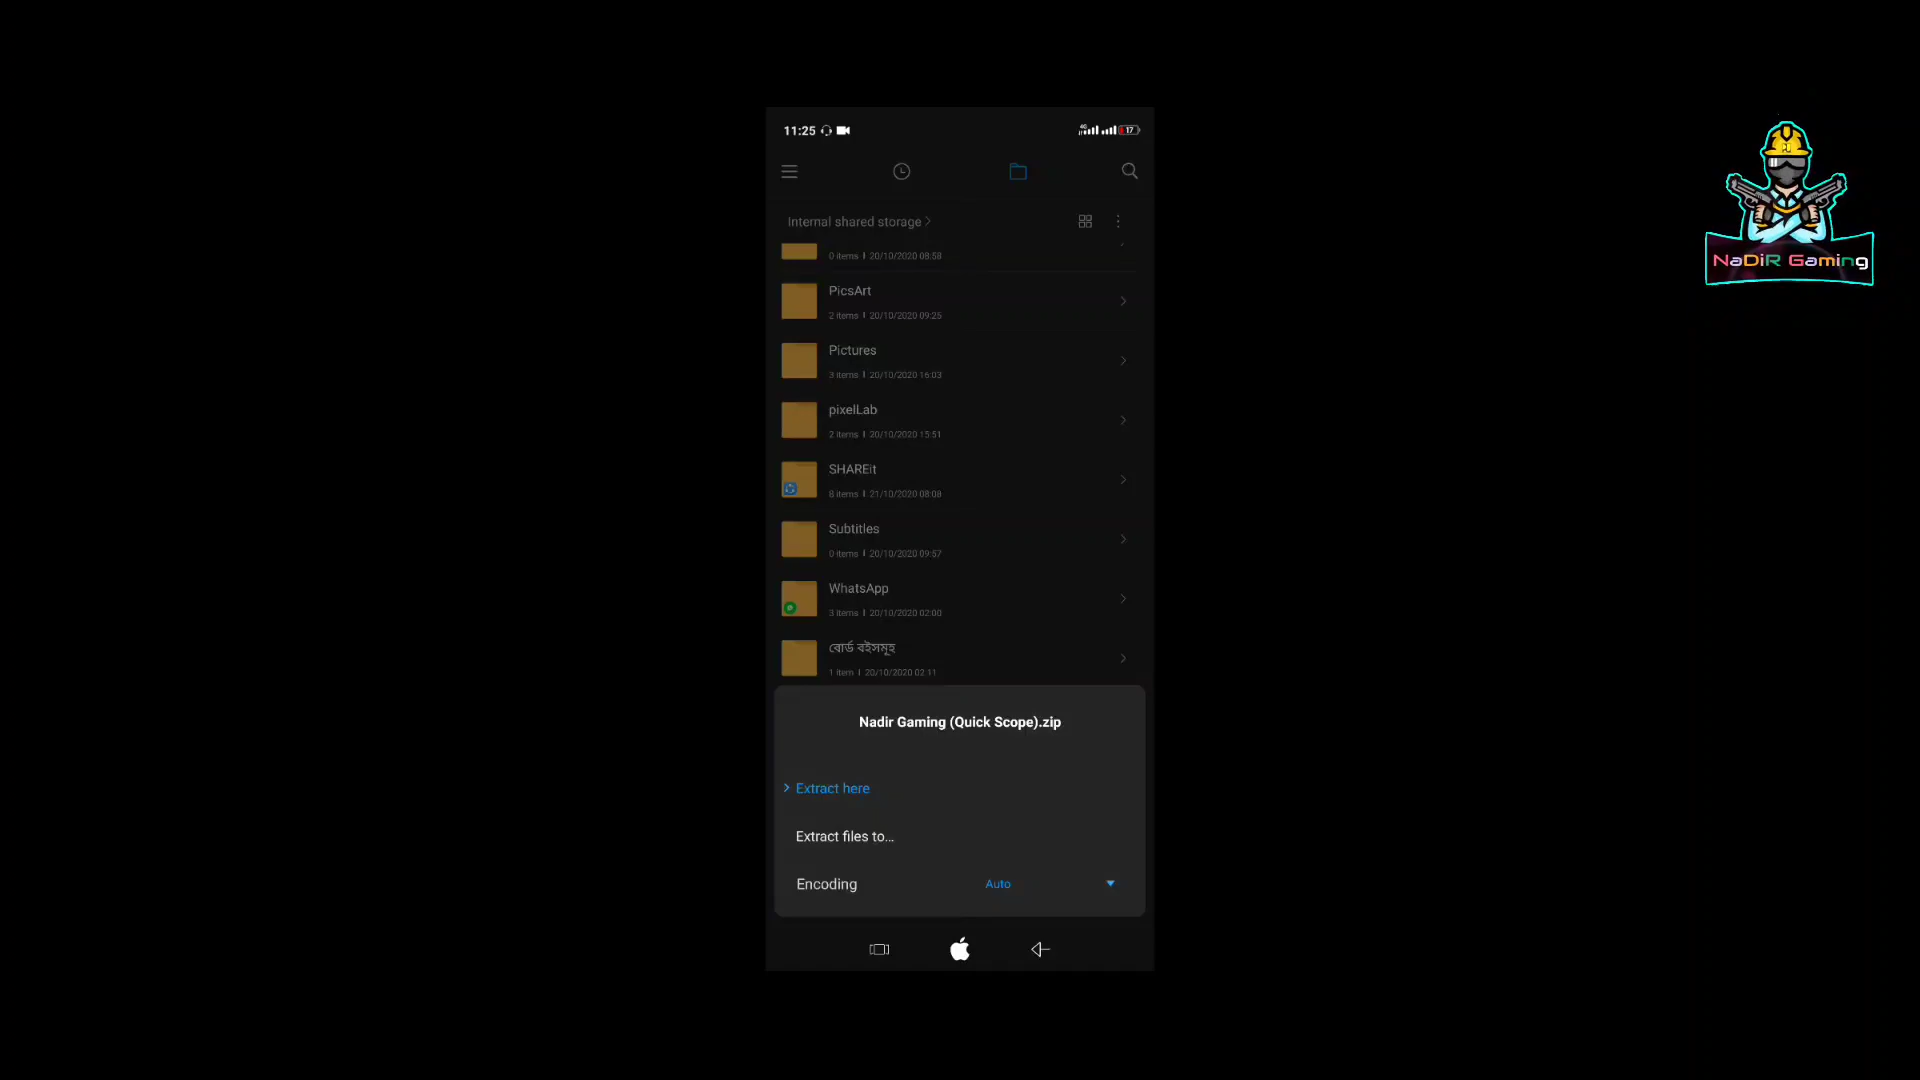 11:25
4G
17
Internal shared storage
0 items | 20/10/2020 08:58
PicsArt
2 items | 20/10/2020 09:25
Pictures
3 items | 20/10/2020 16:03
pixelLab
2 items | 20/10/2020 15:51
SHAREit
8 items | 21/10/2020 08:08
Subtitles
0 items | 20/10/2020 09:57
WhatsApp
3 items | 20/10/2020 02:00
বোর্ড বইসমূহ
1 item | 20/10/2020 02:11
Nadir Gaming (Quick Scope).zip
Extract here
Extract files to...
Encoding Auto
NaDiR Gaming